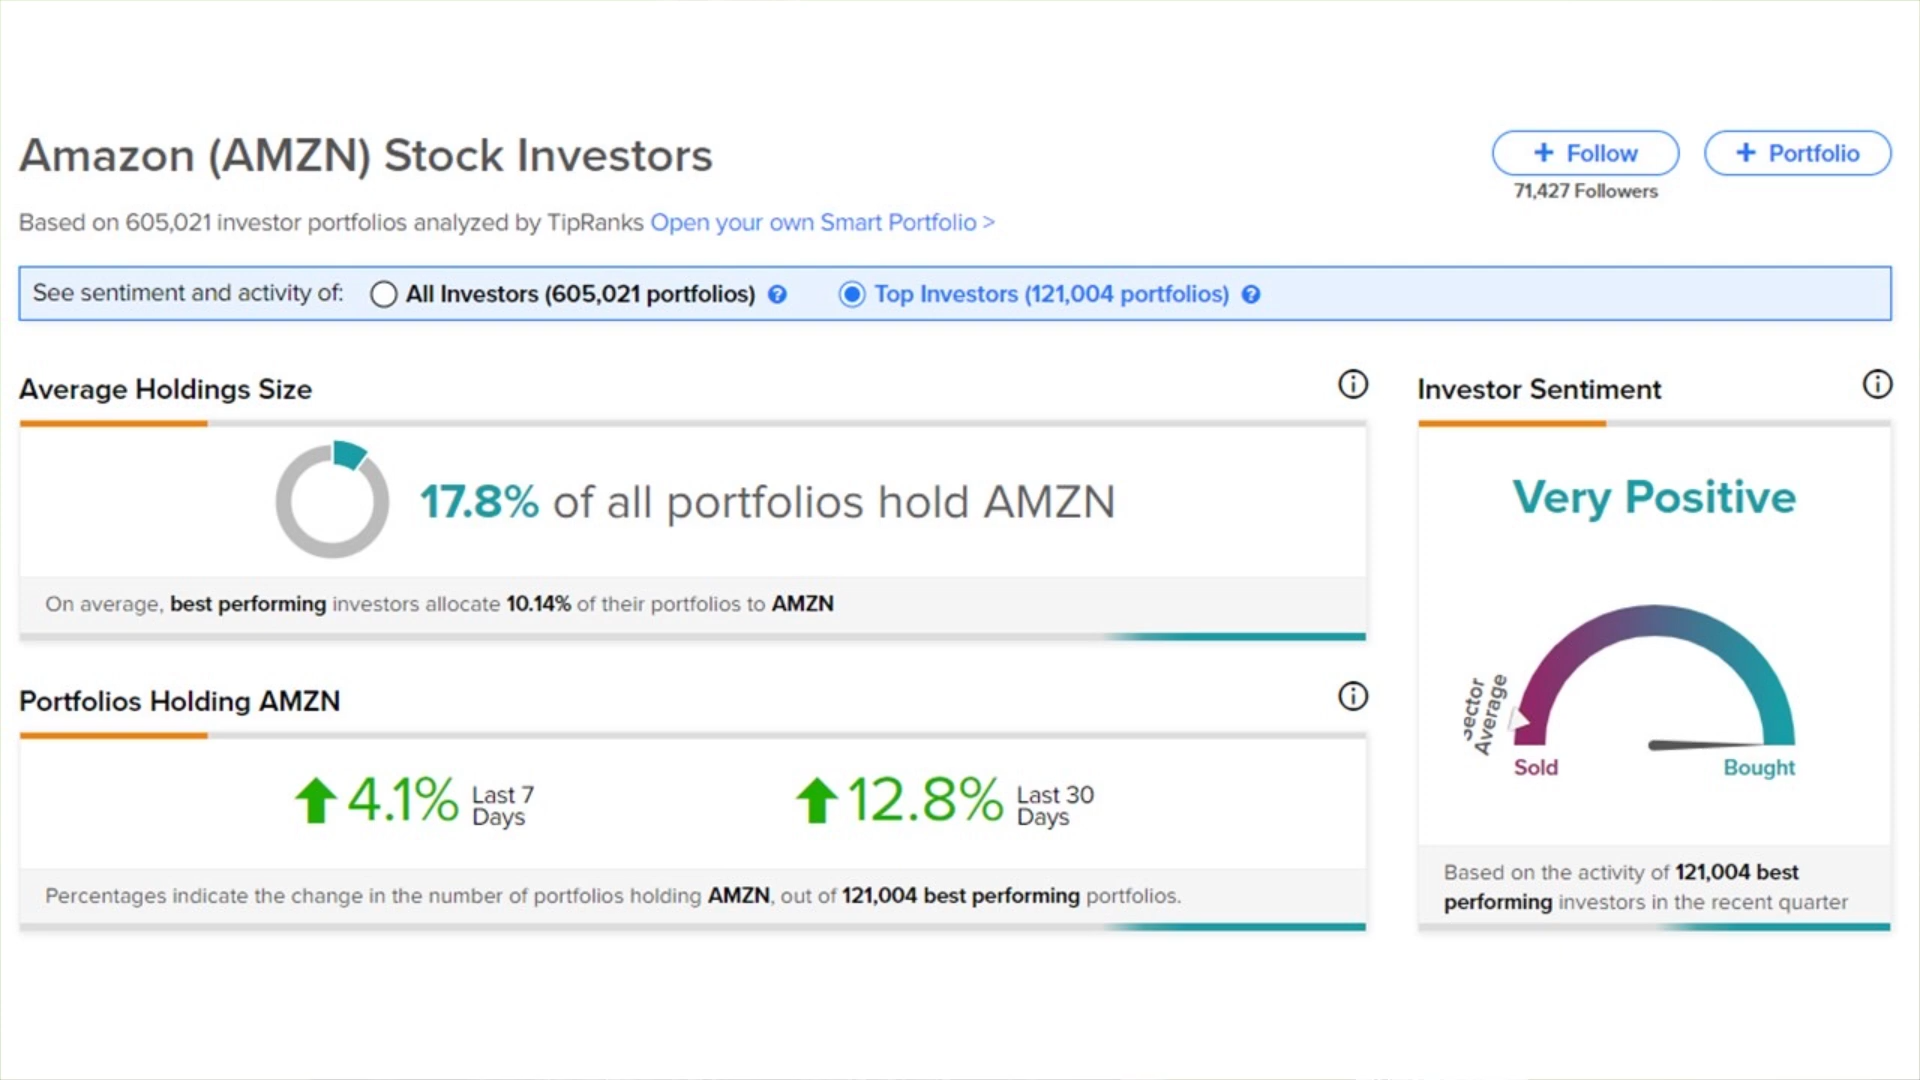 Amazon (AMZN) Stock Investors
+ Follow
+ Portfolio
71,427 Followers
Based on 605,021 investor portfolios analyzed by TipRanks Open your own Smart Portfolio >
See sentiment and activity of: All Investors (605,021 portfolios) ? Top Investors (121,004 portfolios) ?
Average Holdings Size
17.8% of all portfolios hold AMZN
On average, best performing investors allocate 10.14% of their portfolios to AMZN
Portfolios Holding AMZN
4.1% Last 7
Days
12.8% Last 30
Days
Percentages indicate the change in the number of portfolios holding AMZN, out of 121,004 best performing portfolios.
Investor Sentiment
Very Positive
Sector
Average
Sold
Bought
Based on the activity of 121,004 best
performing investors in the recent quarter